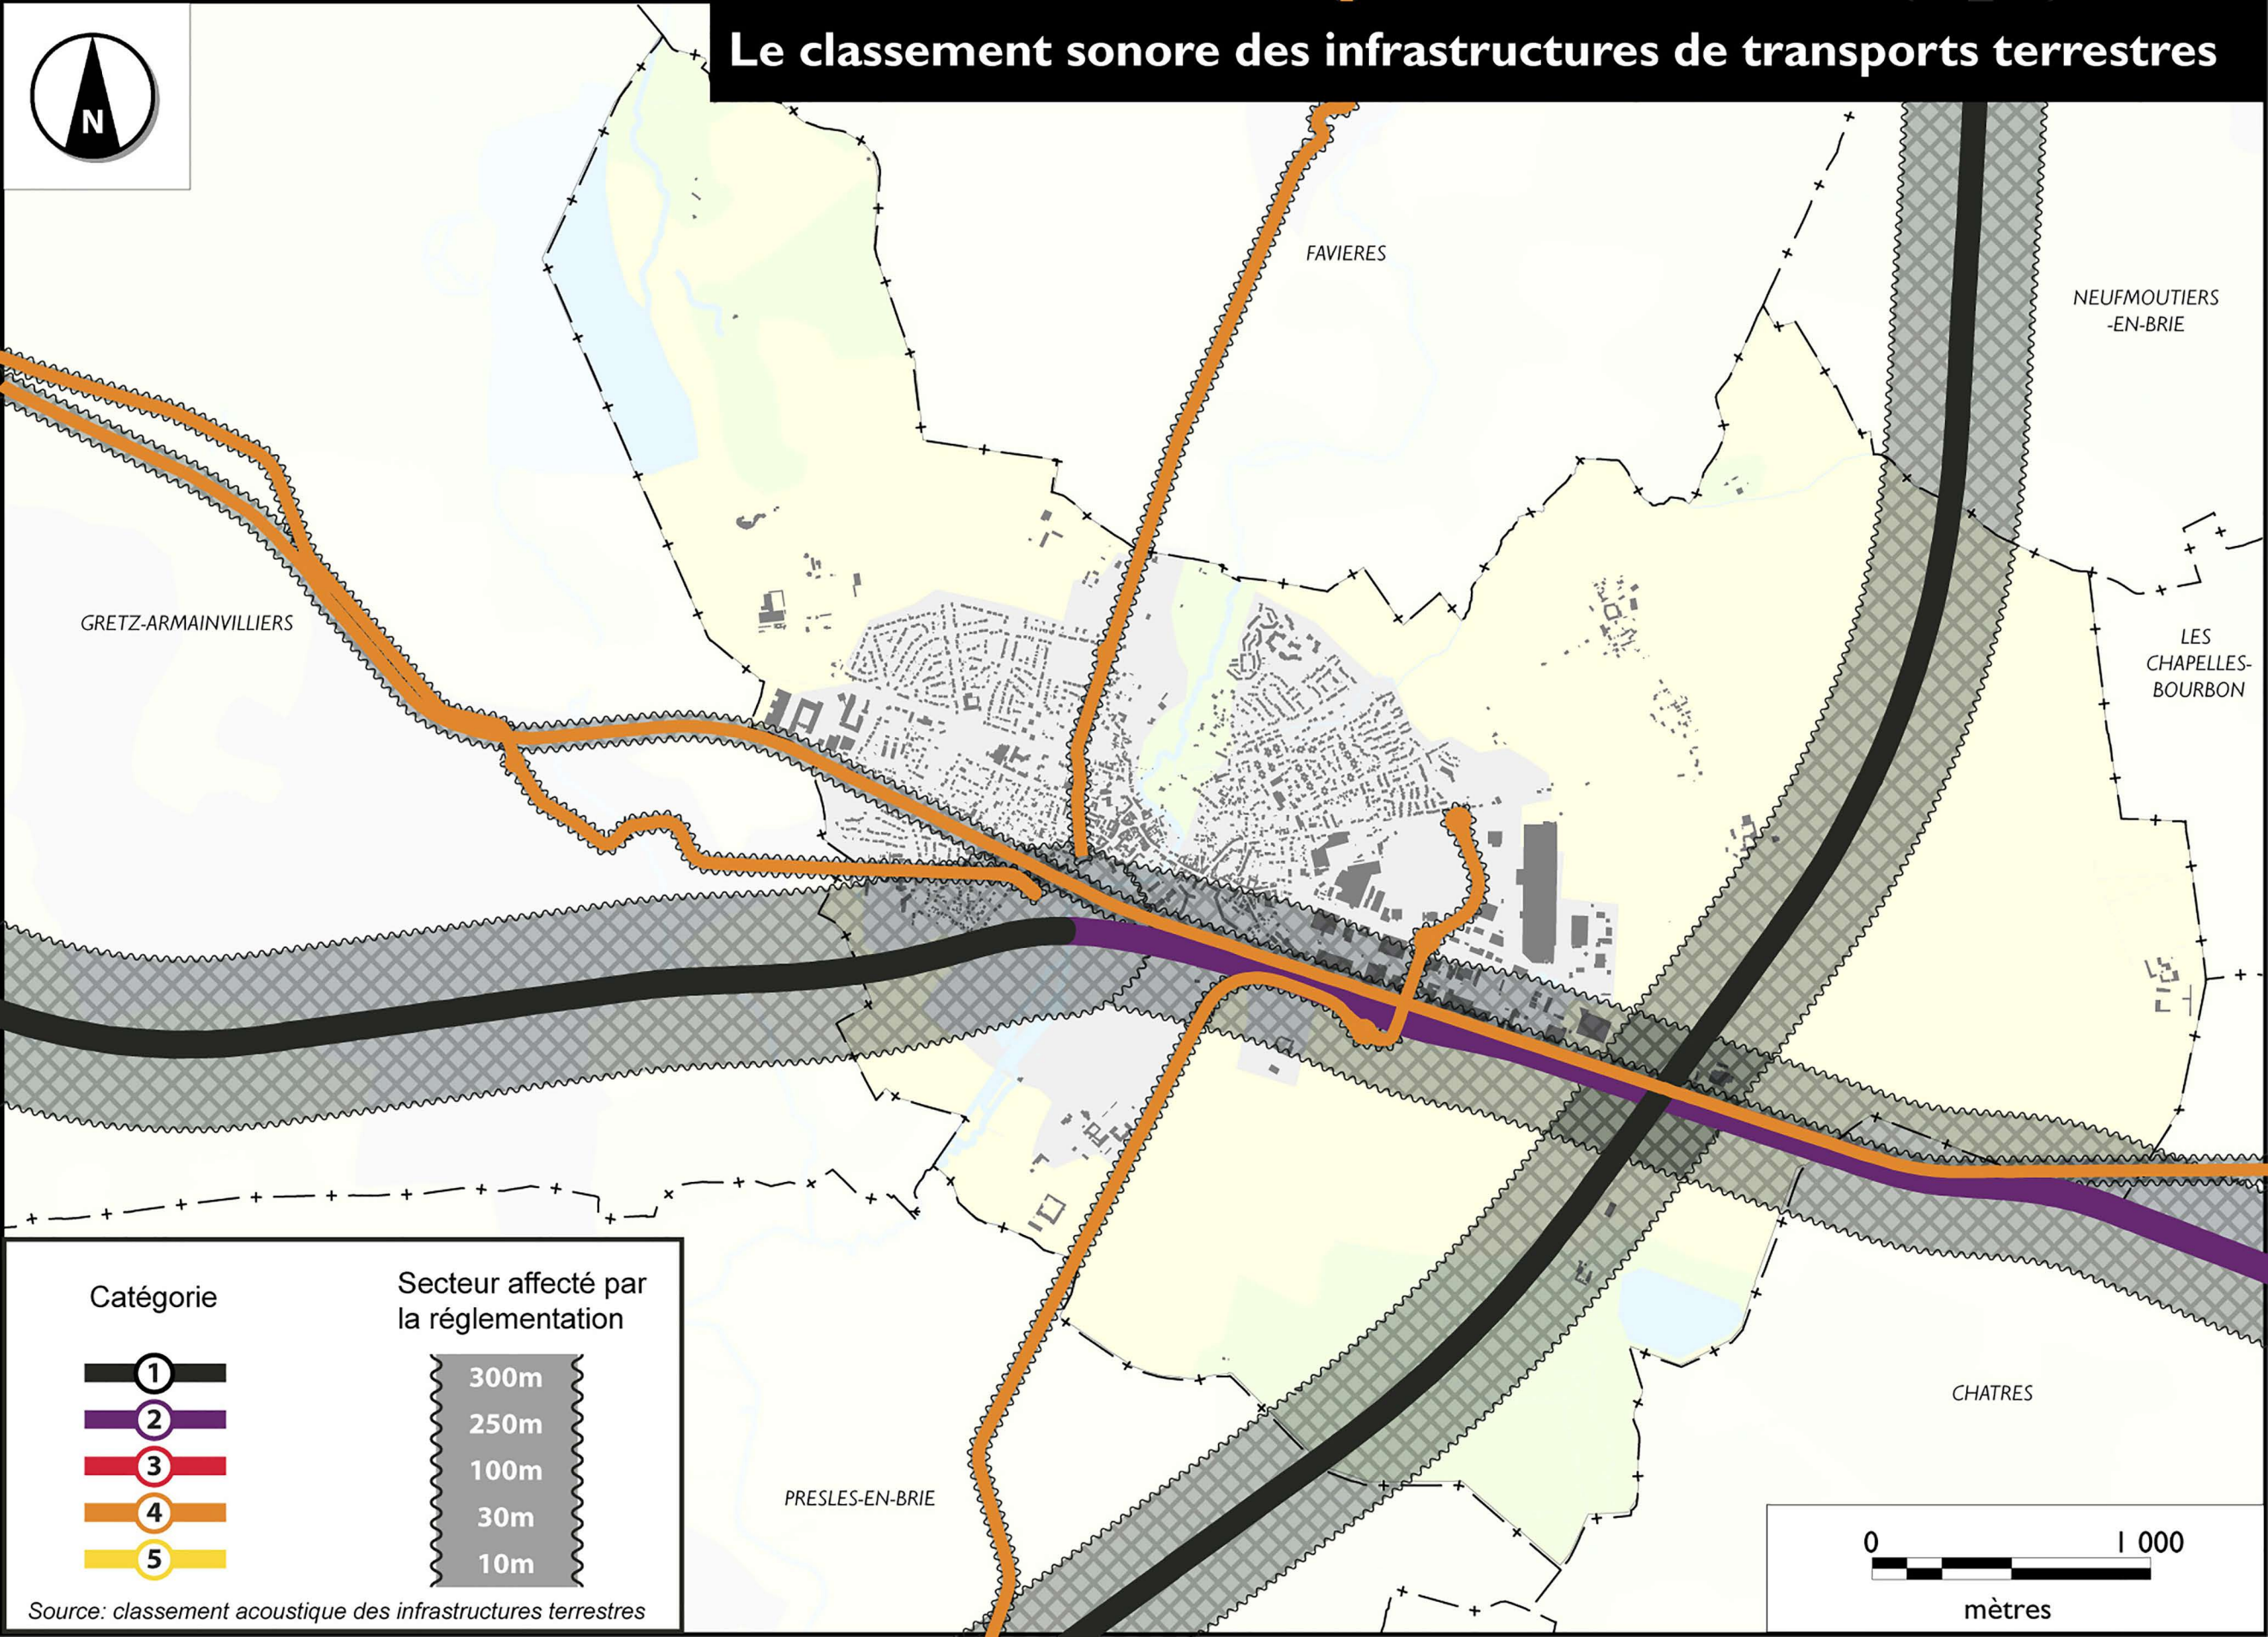 Le classement sonore des infrastructures de transports terrestres
N
FAVIERES
NEUFMOUTIERS
-EN-BRIE
GRETZ-ARMAINVILLIERS
LES
CHAPELLES-
BOURBON
CHATRES
PRESLES-EN-BRIE
Catégorie
1
2
3
4
5
Secteur affecté par
la réglementation
300m
250m
100m
30m
10m
Source: classement acoustique des infrastructures terrestres
0 1 000
mètres